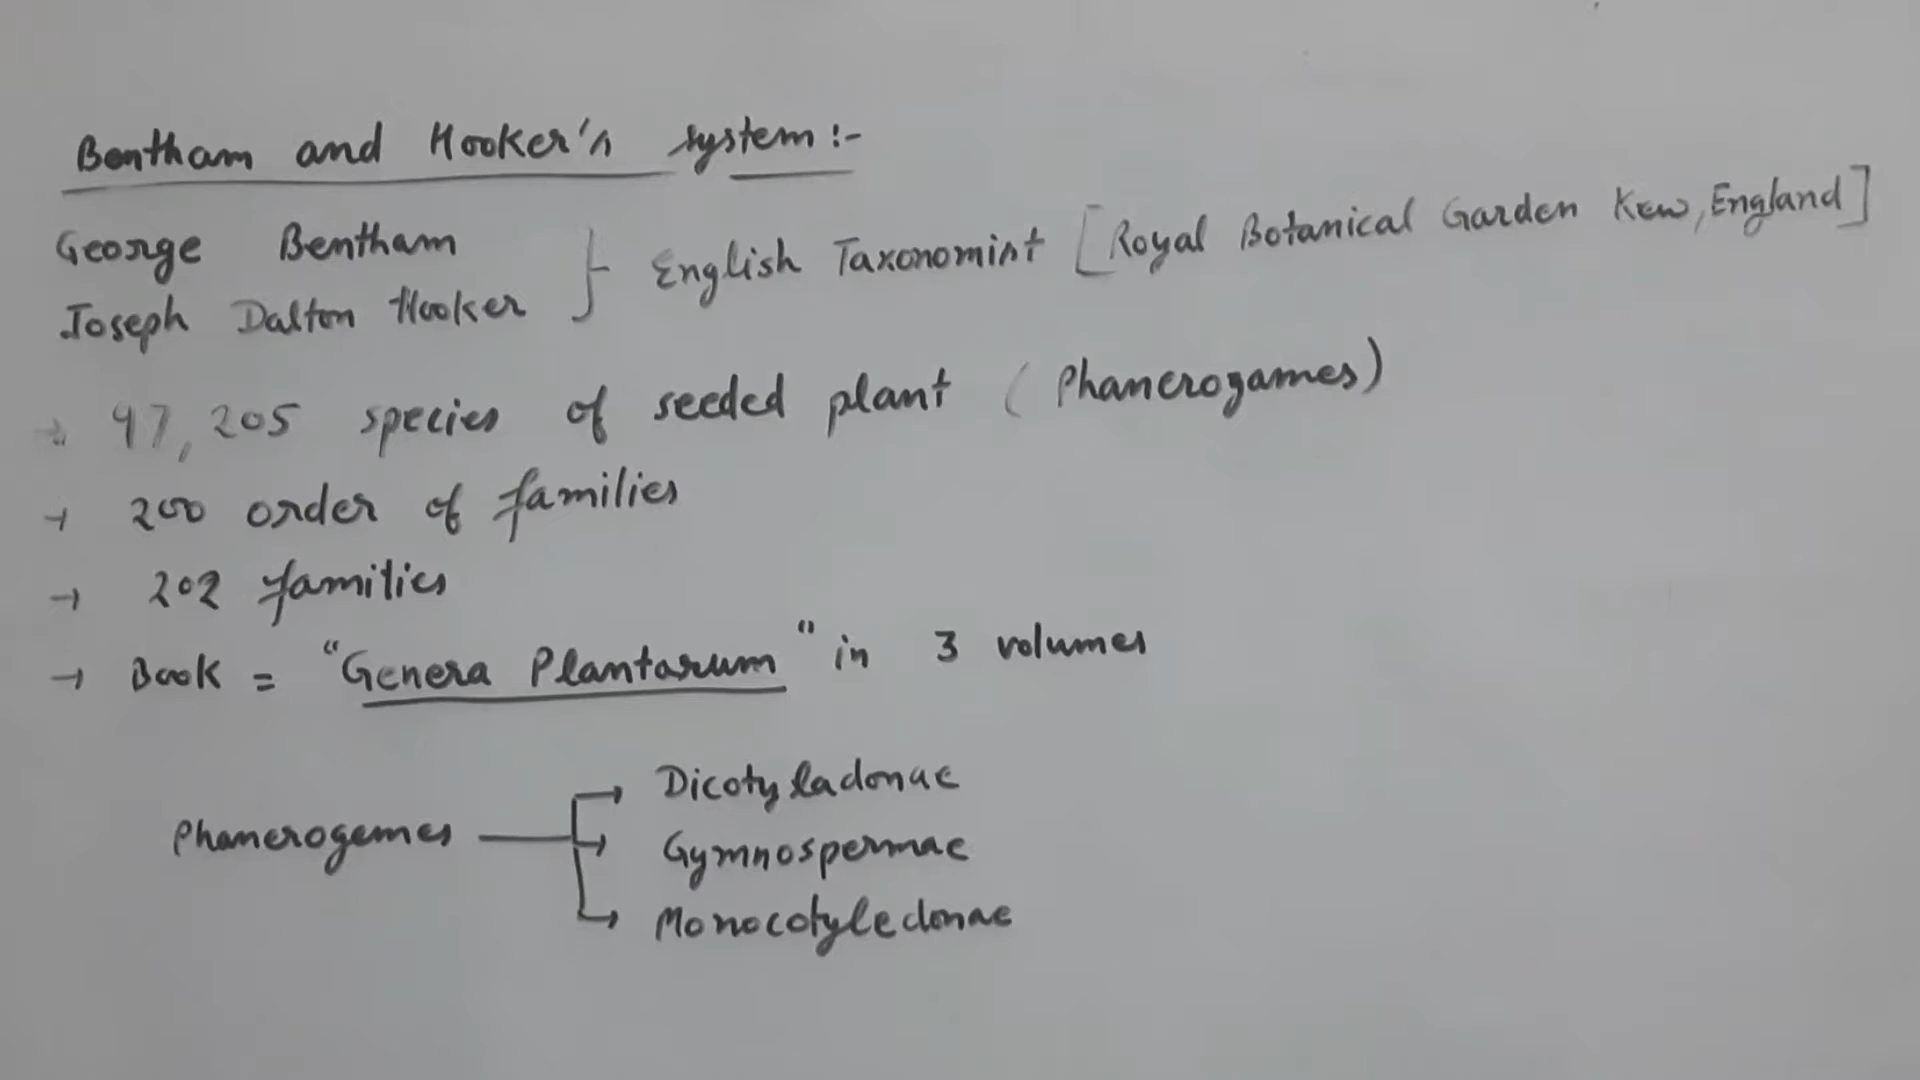 Bentham and Hooker's system :-
George Bentham
Joseph Dalton Hooker
English Taxonomist [Royal Botanical Garden Kew, England]
→ 97,205 species of seeded plant (Phanerogames)
→ 200 order of families
→ 202 families
→ Book = "Genera Plantarum" in 3 volumes
Phanerogemes
→ Dicotyladonae
→ Gymnospermae
→ Monocotyledonae